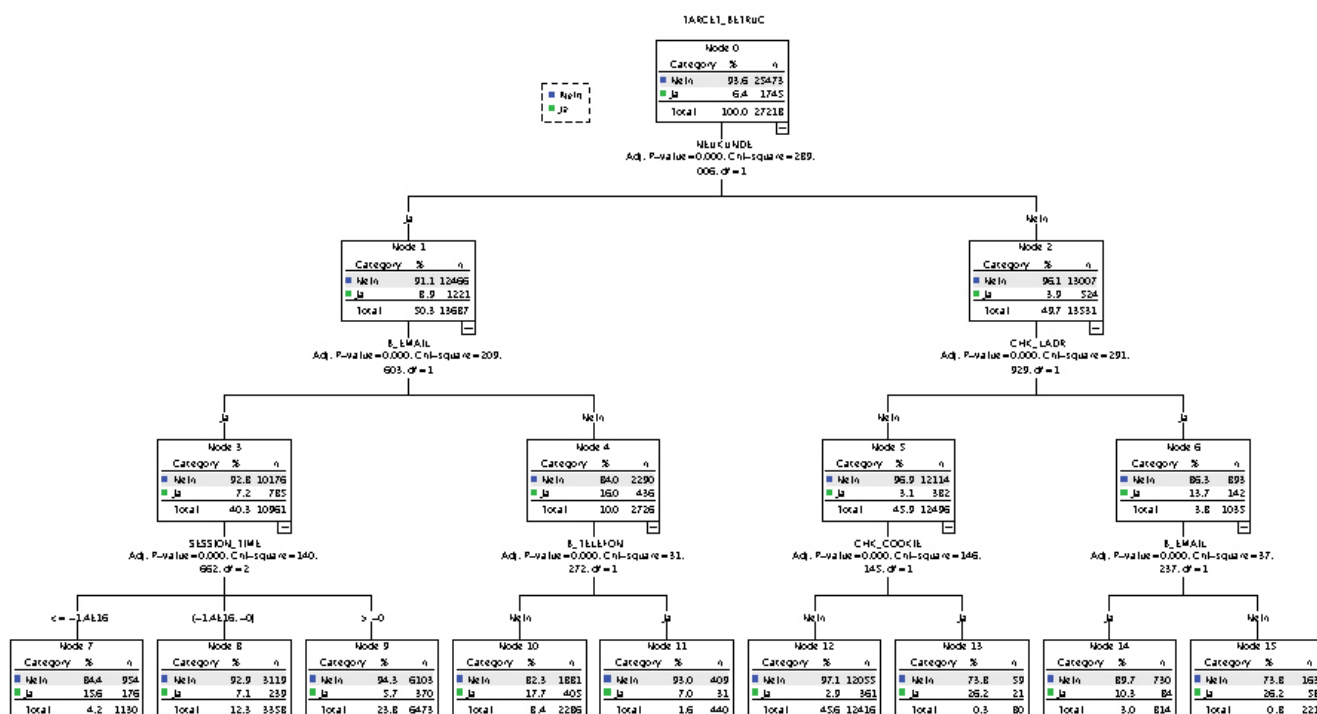 TARGET_BETRUG
Node 0
Category % n
Nein 93.6 25473
Ja 6.4 1745
Total 100.0 27218
Nein
Ja
NEUKUNDE
Adj. P-value=0.000, Chi-square=289.
006, df=1
Ja
Nein
Node 1
Category % n
Nein 91.1 12466
Ja 8.9 1221
Total 50.3 13687
Node 2
Category % n
Nein 96.1 13007
Ja 3.9 524
Total 49.7 13531
B_EMAIL
Adj. P-value=0.000, Chi-square=209.
603, df=1
CHK_LADR
Adj. P-value=0.000, Chi-square=291.
929, df=1
Ja
Nein
Nein
Ja
Node 3
Category % n
Nein 92.8 10176
Ja 7.2 785
Total 40.3 10961
Node 4
Category % n
Nein 84.0 2290
Ja 16.0 436
Total 10.0 2726
Node 5
Category % n
Nein 96.9 12114
Ja 3.1 382
Total 45.9 12496
Node 6
Category % n
Nein 86.3 893
Ja 13.7 142
Total 3.8 1035
SESSION_TIME
Adj. P-value=0.000, Chi-square=140.
662, df=2
B_TELEFON
Adj. P-value=0.000, Chi-square=31.
272, df=1
CHK_COOKIE
Adj. P-value=0.000, Chi-square=146.
145, df=1
B_EMAIL
Adj. P-value=0.000, Chi-square=37.
237, df=1
<= -1.4E16
(-1.4E16, -0]
> -0
Nein
Ja
Nein
Ja
Ja
Nein
Node 7
Category % n
Nein 84.4 954
Ja 15.6 176
Total 4.2 1130
Node 8
Category % n
Nein 92.9 3119
Ja 7.1 239
Total 12.3 3358
Node 9
Category % n
Nein 94.3 6103
Ja 5.7 370
Total 23.8 6473
Node 10
Category % n
Nein 82.3 1881
Ja 17.7 405
Total 8.4 2286
Node 11
Category % n
Nein 93.0 409
Ja 7.0 31
Total 1.6 440
Node 12
Category % n
Nein 97.1 12055
Ja 2.9 361
Total 45.6 12416
Node 13
Category % n
Nein 73.8 59
Ja 26.2 21
Total 0.3 80
Node 14
Category % n
Nein 89.7 730
Ja 10.3 84
Total 3.0 814
Node 15
Category % n
Nein 73.8 163
Ja 26.2 58
Total 0.8 221